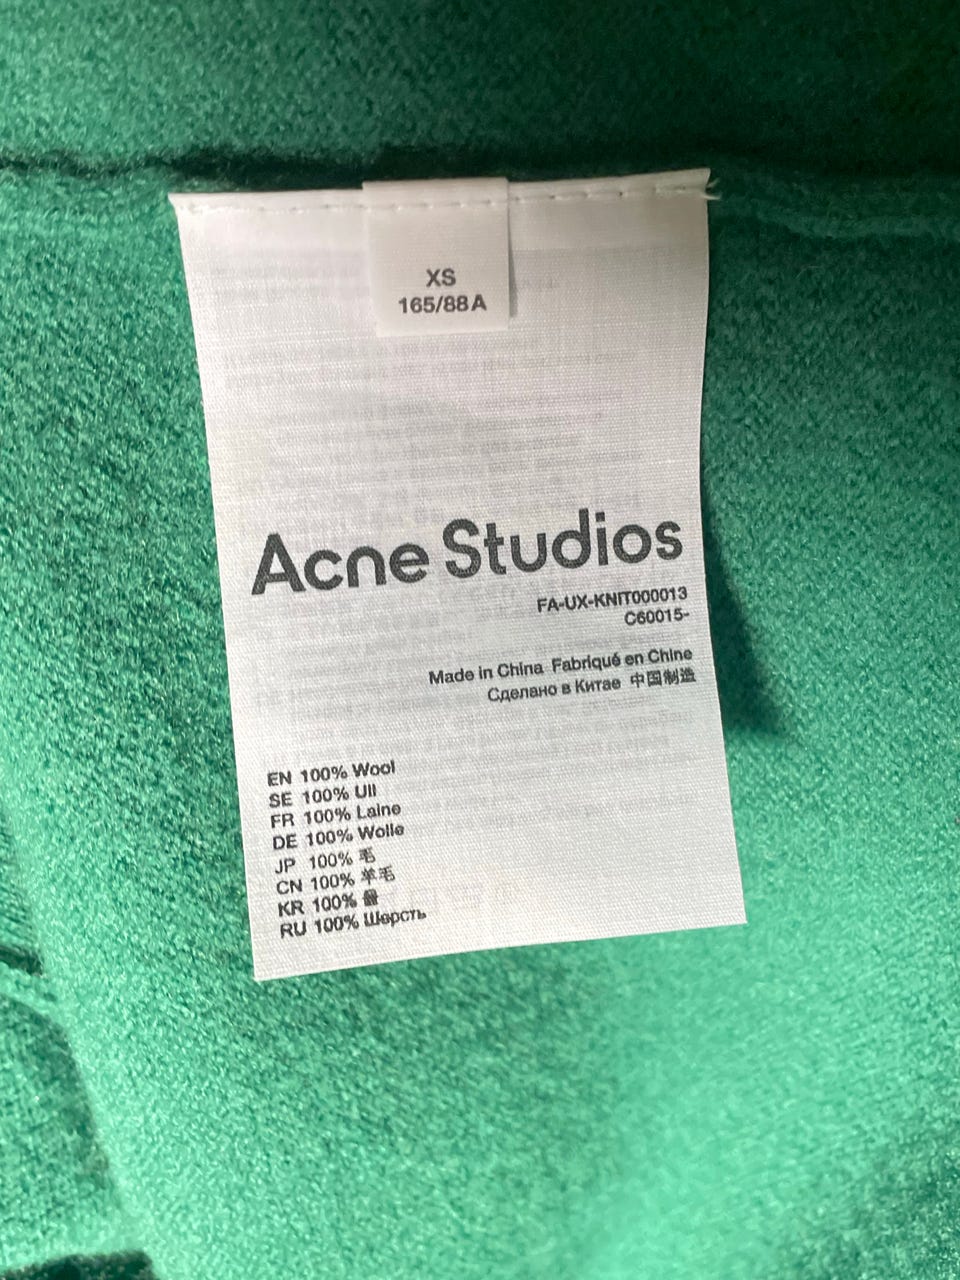 XS
165/88A
Acne Studios
FA-UX-KNIT000013
C60015-
Made in China Fabriqué en Chine
Сделано в Китае 中国制造
EN 100% Wool
SE 100% Ull
FR 100% Laine
DE 100% Wolle
JP 100% 毛
CN 100% 羊毛
KR 100% 울
RU 100% Шерсть